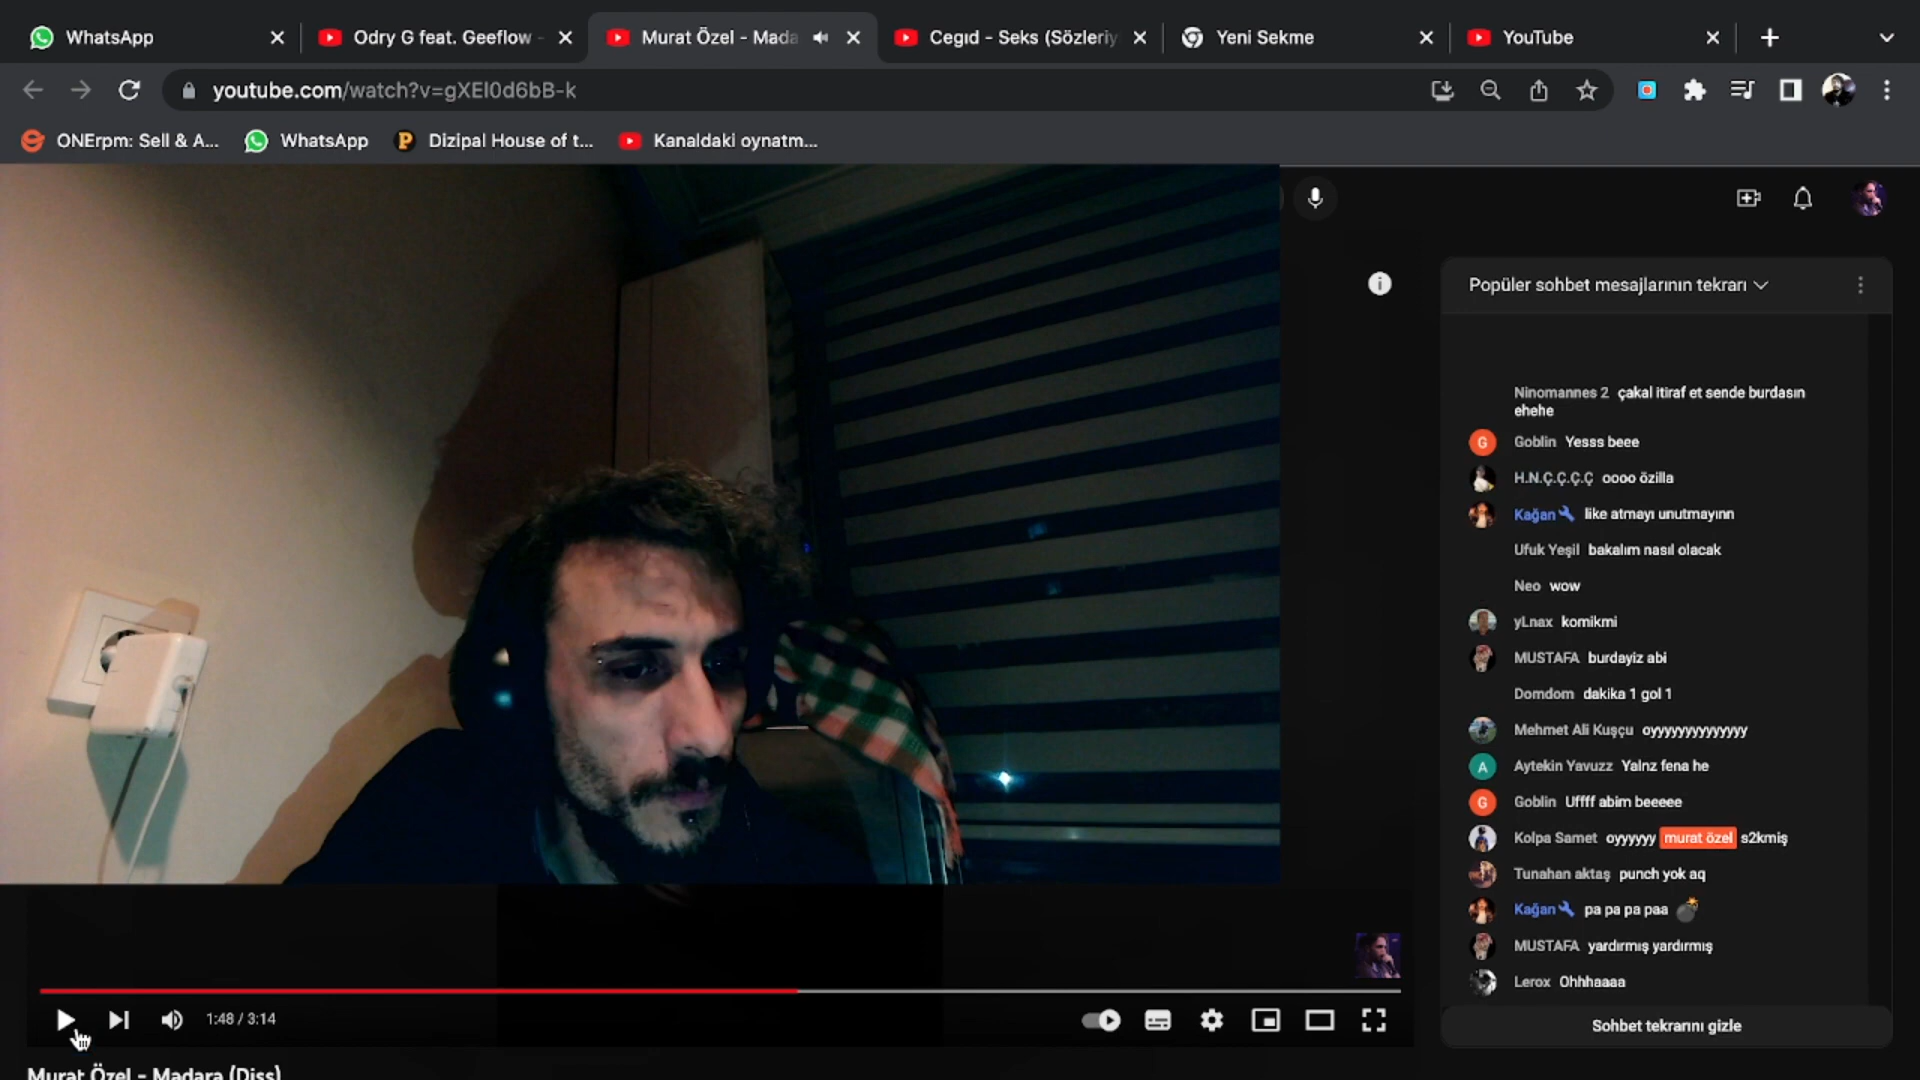 WhatsApp
Odry G feat. Geeflow -
Murat Özel - Mada
Cegıd - Seks (Sözleriy
Yeni Sekme
YouTube
youtube.com/watch?v=gXEI0d6bB-k
ONErpm: Sell & A...
WhatsApp
Dizipal House of t...
Kanaldaki oynatm...
Popüler sohbet mesajlarının tekrarı
Ninomannes 2 çakal itiraf et sende burdasın
ehehe
G Goblin Yesss beee
H.N.Ç.Ç.Ç.Ç oooo özilla
Kağan like atmayı unutmayınn
Ufuk Yeşil bakalım nasıl olacak
Neo wow
yLnax komikmi
MUSTAFA burdayiz abi
Domdom dakika 1 gol 1
Mehmet Ali Kuşçu oyyyyyyyyyyyyy
A Aytekin Yavuzz Yalnz fena he
G Goblin Uffff abim beeeee
Kolpa Samet oyyyyyy murat özel s2kmiş
Tunahan aktaş punch yok aq
Kağan pa pa pa paa
MUSTAFA yardırmış yardırmış
Lerox Ohhhaaaa
Sohbet tekrarını gizle
1:48 / 3:14
Murat Özel - Madara (Diss)